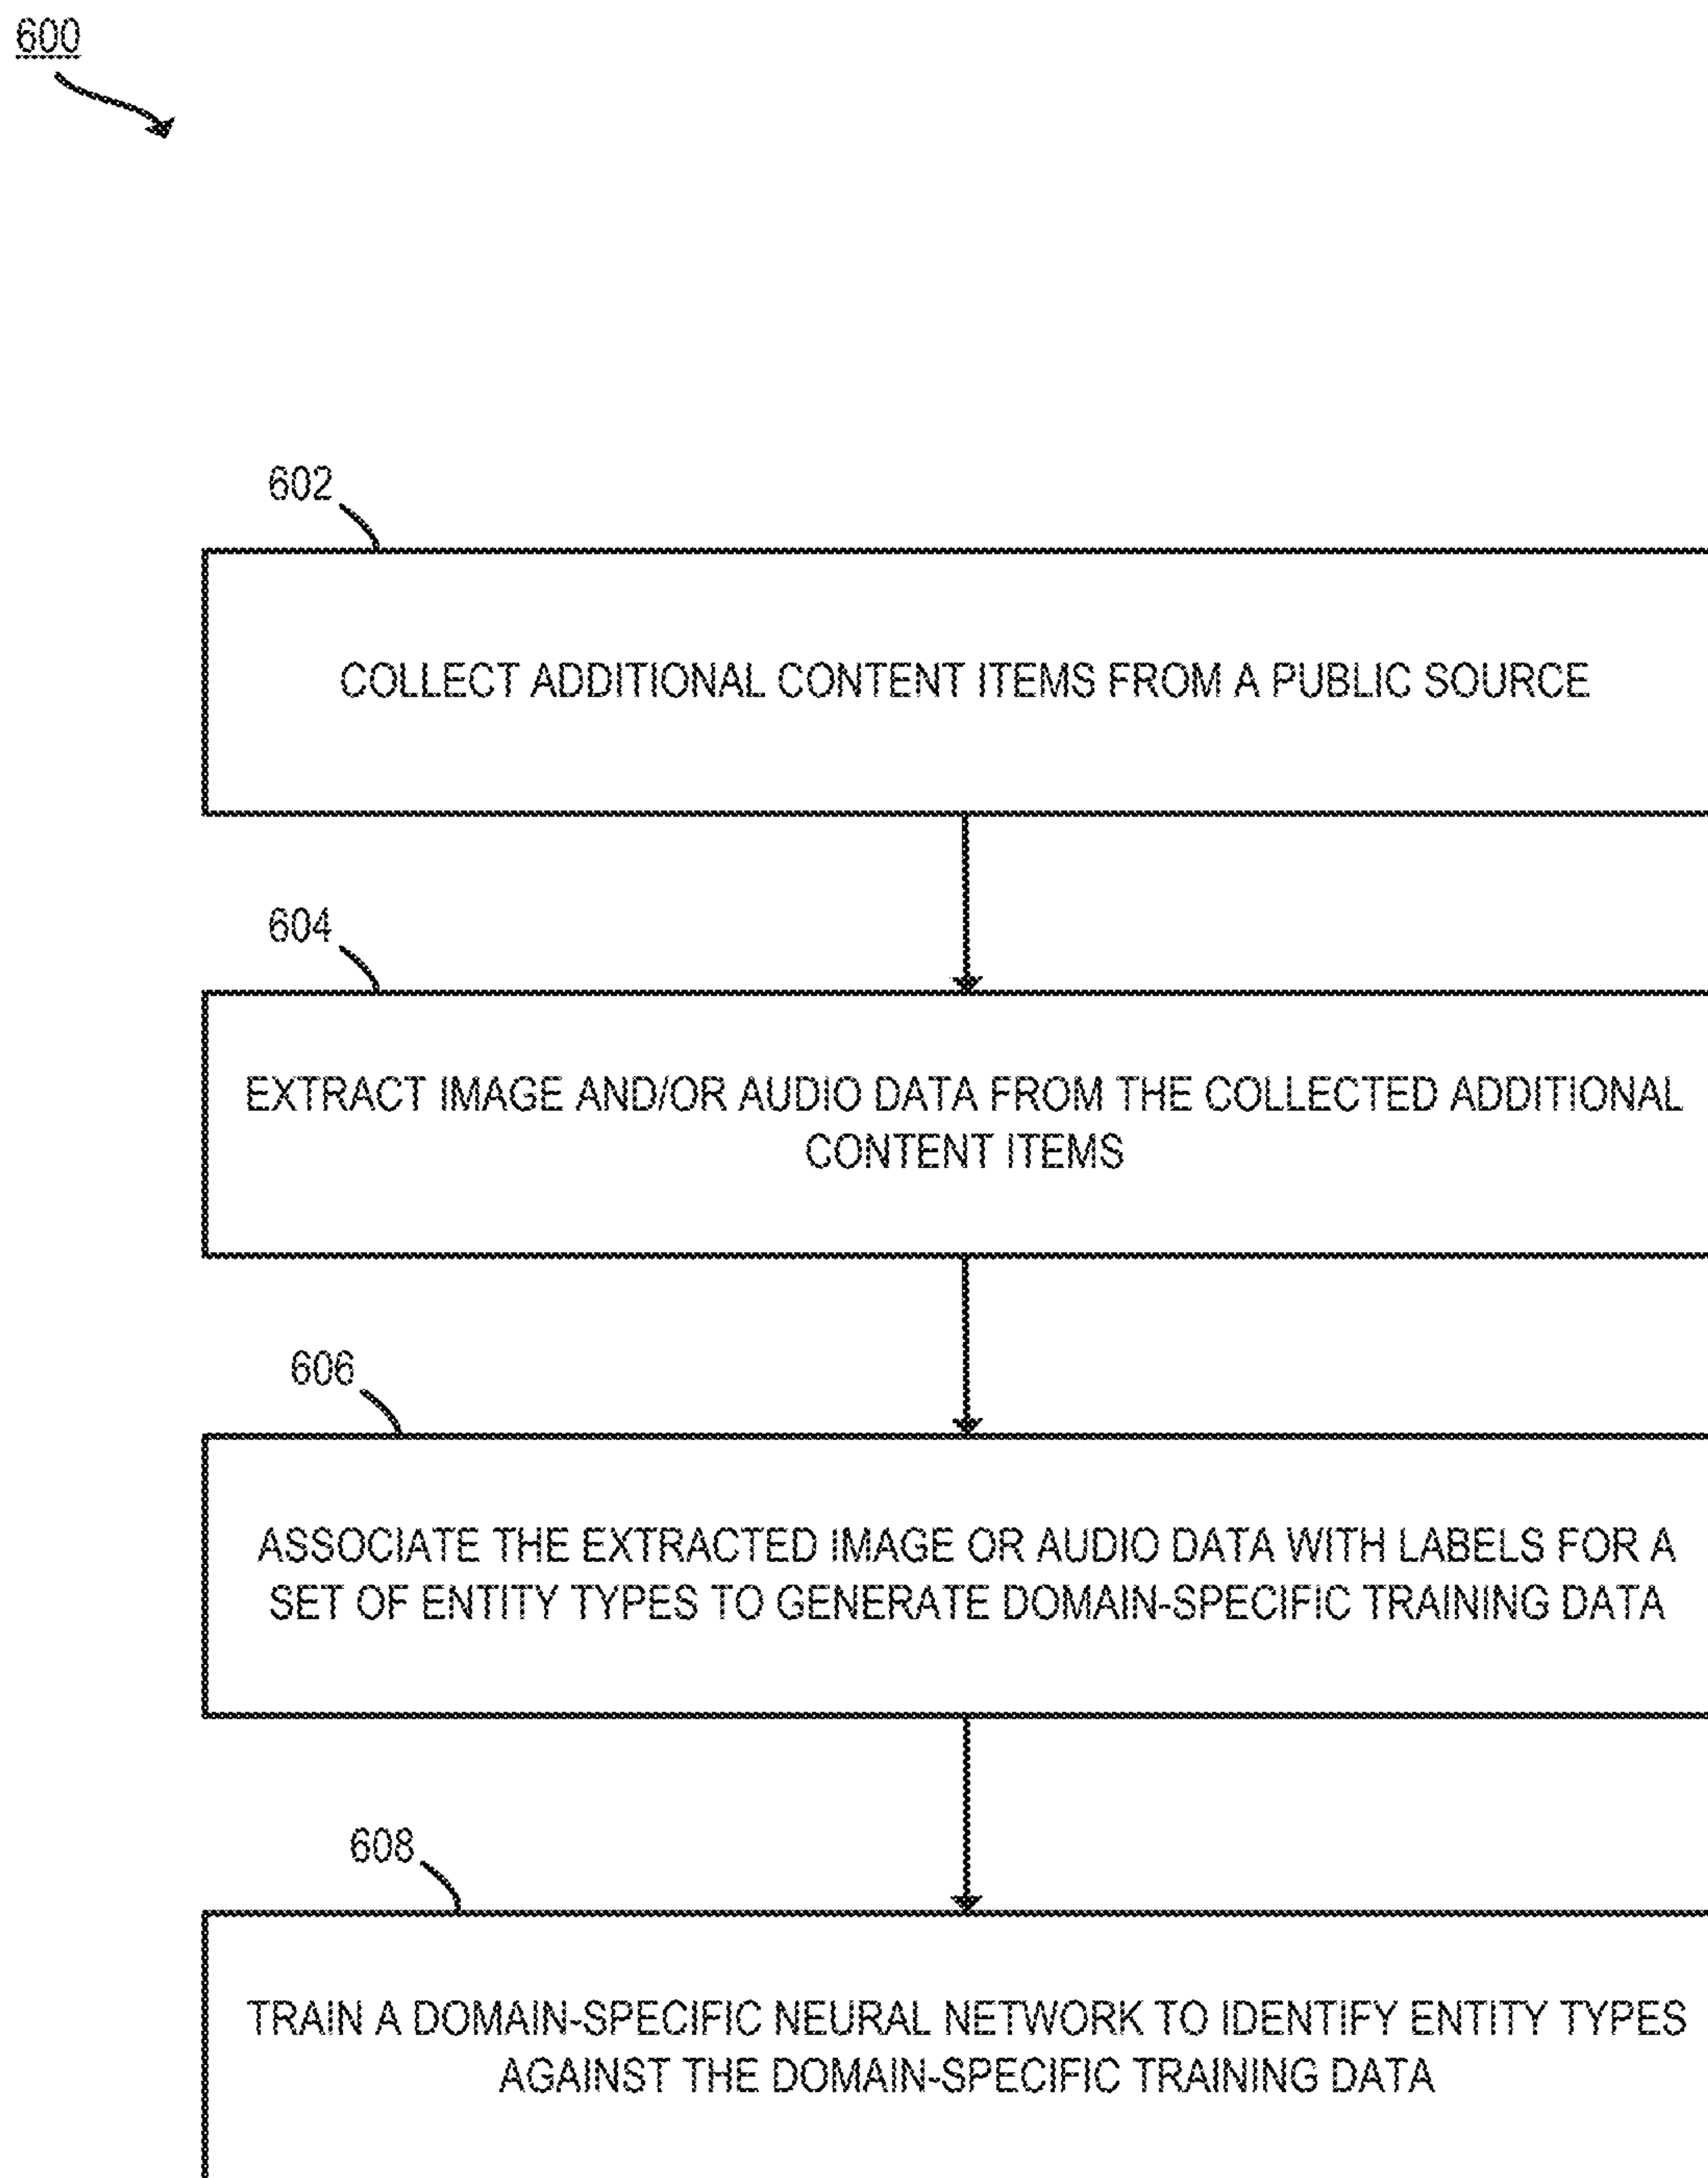 600
602
COLLECT ADDITIONAL CONTENT ITEMS FROM A PUBLIC SOURCE
604
EXTRACT IMAGE AND/OR AUDIO DATA FROM THE COLLECTED ADDITIONAL
CONTENT ITEMS
606
ASSOCIATE THE EXTRACTED IMAGE OR AUDIO DATA WITH LABELS FOR A
SET OF ENTITY TYPES TO GENERATE DOMAIN-SPECIFIC TRAINING DATA
608
TRAIN A DOMAIN-SPECIFIC NEURAL NETWORK TO IDENTIFY ENTITY TYPES
AGAINST THE DOMAIN-SPECIFIC TRAINING DATA